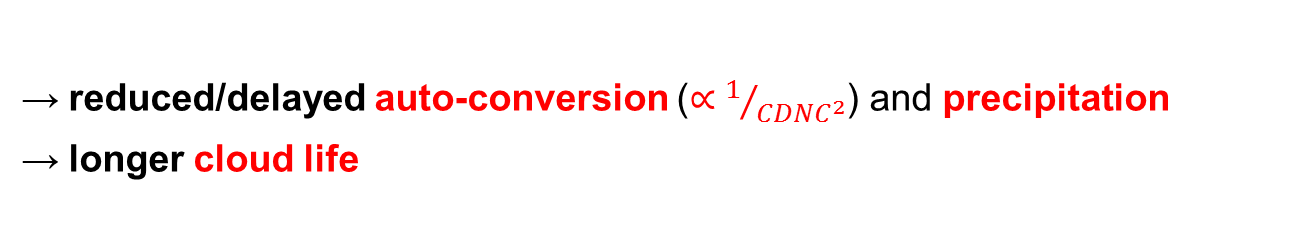 → reduced/delayed auto-conversion (∝ ¹/CDNC²) and precipitation
→ longer cloud life